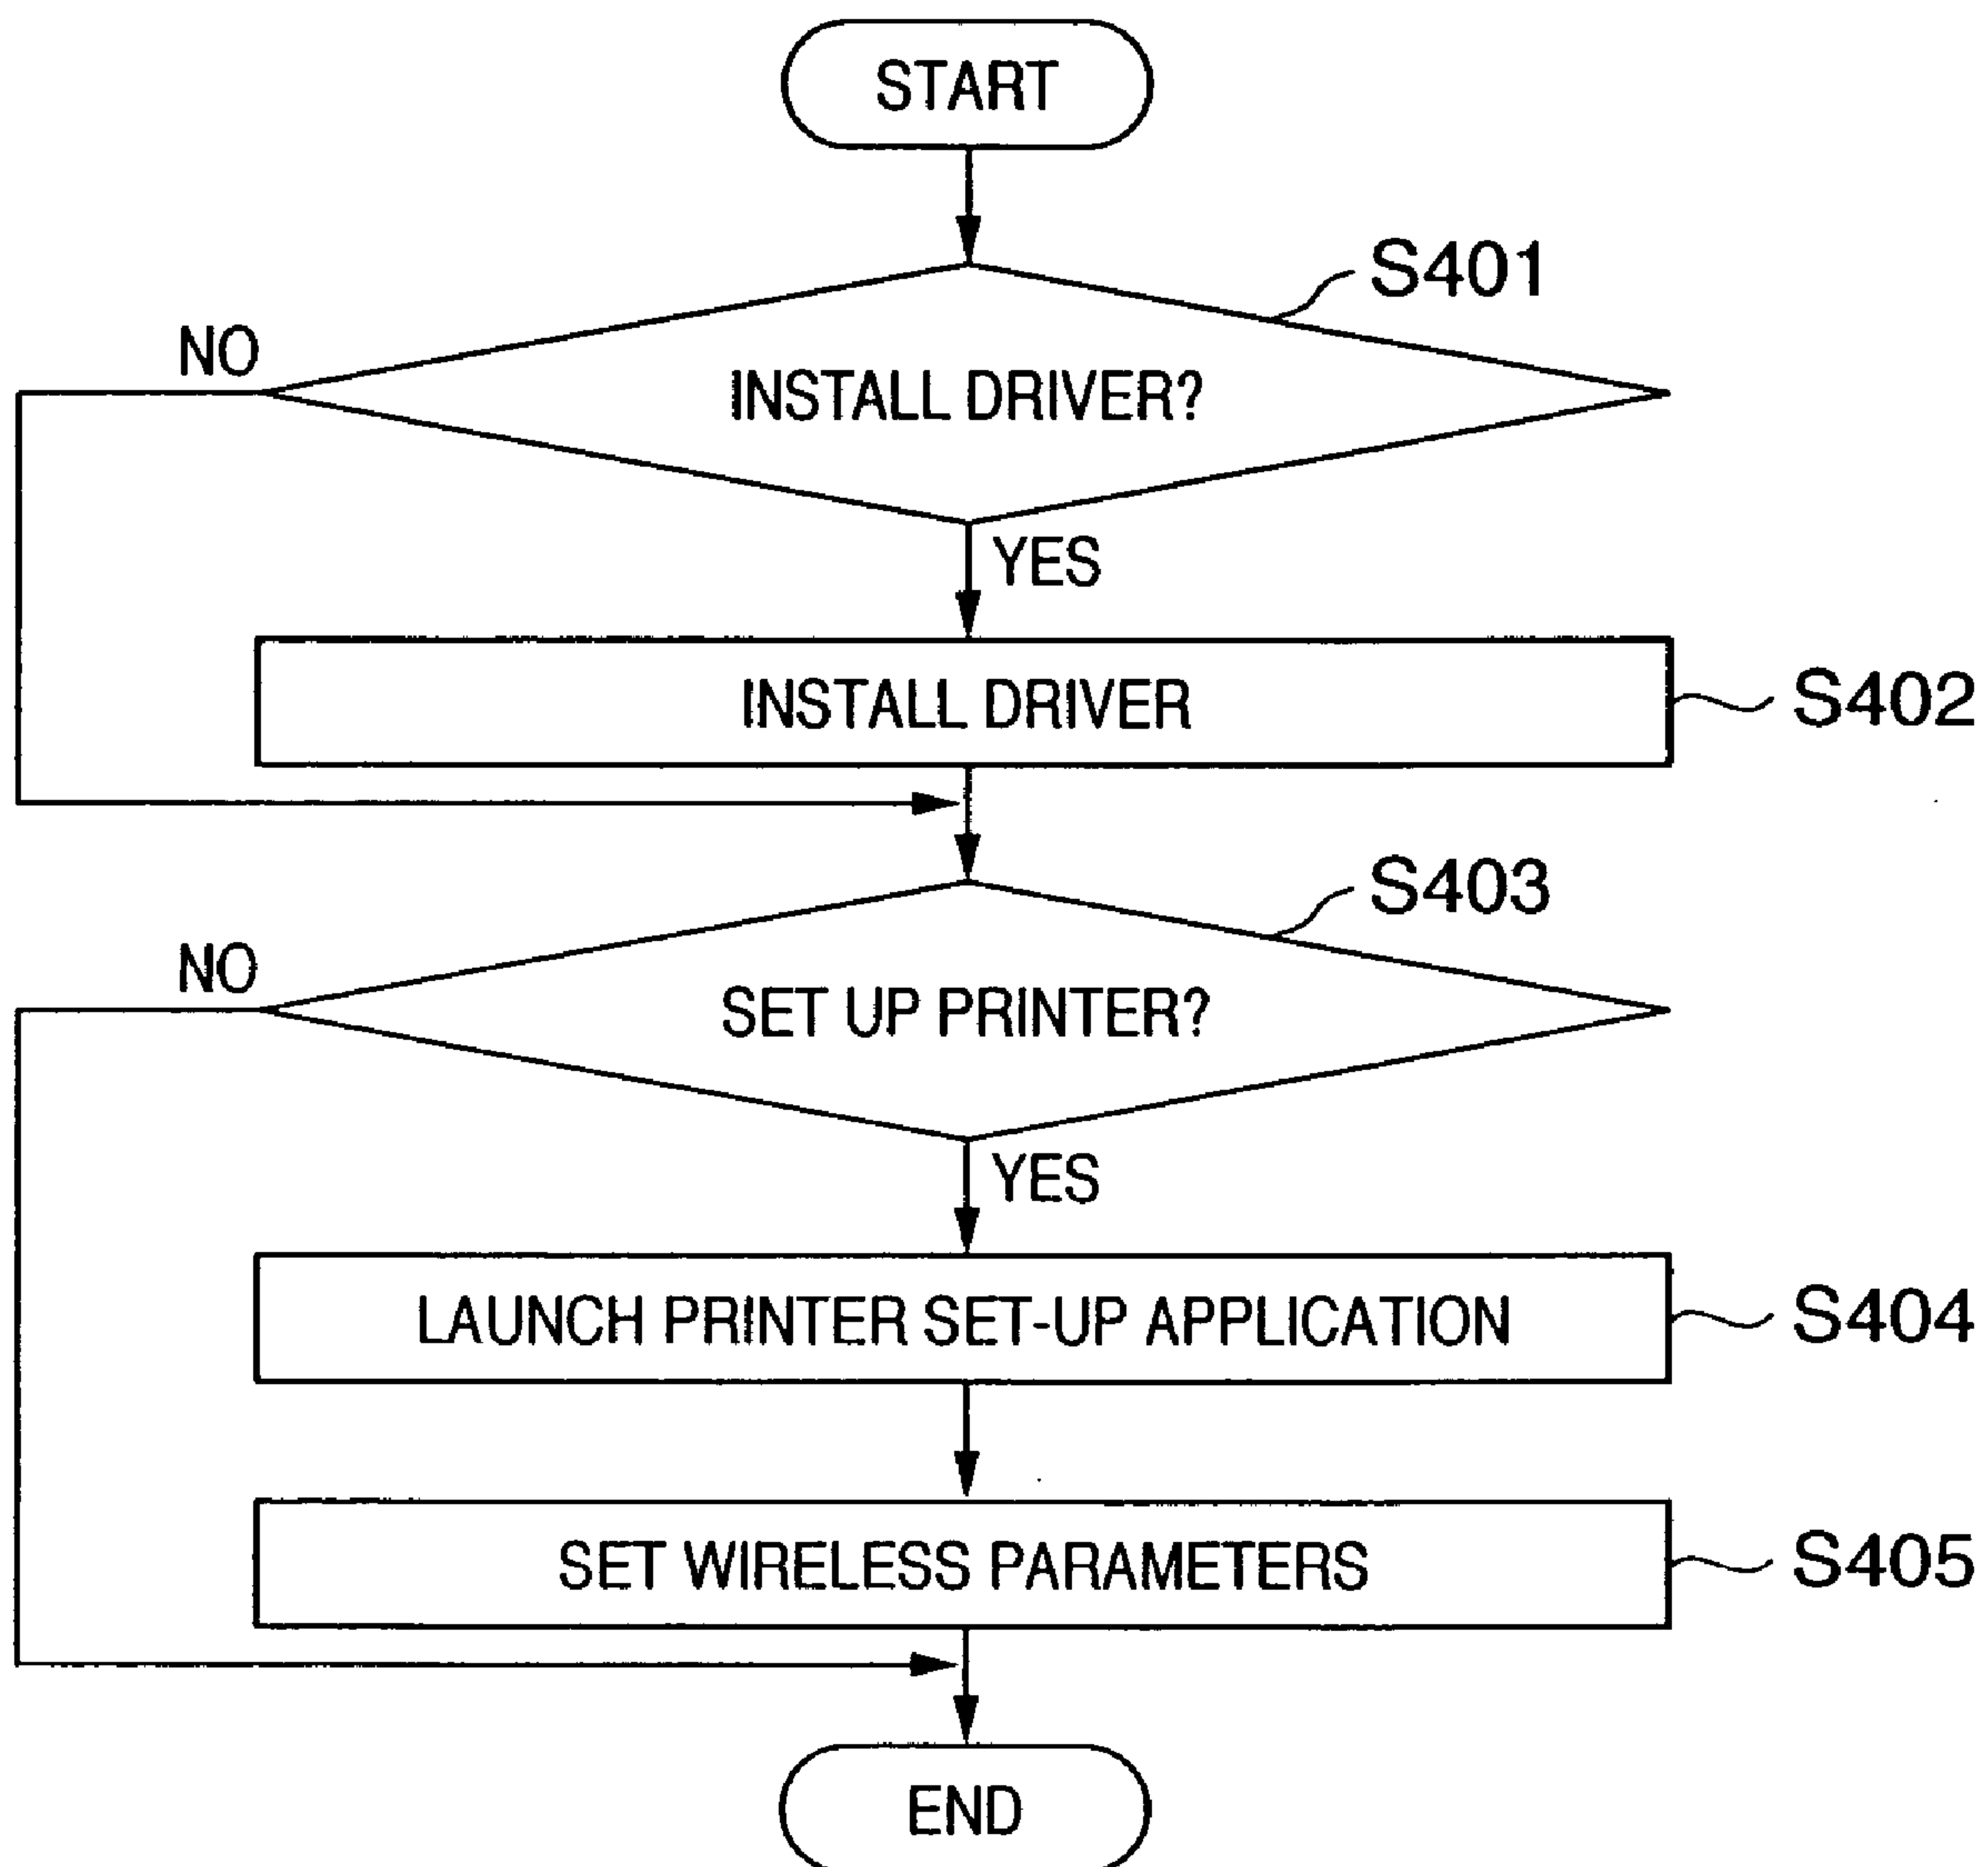 START
S401
NO
INSTALL DRIVER?
YES
INSTALL DRIVER
S402
S403
NO
SET UP PRINTER?
YES
LAUNCH PRINTER SET-UP APPLICATION
S404
SET WIRELESS PARAMETERS
S405
END